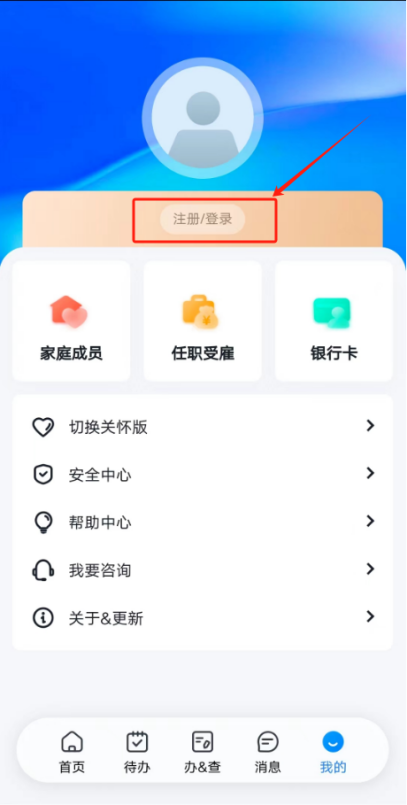 注册/登录
家庭成员
任职受雇
银行卡
切换关怀版
安全中心
帮助中心
我要咨询
关于&更新
首页
待办
办&查
消息
我的